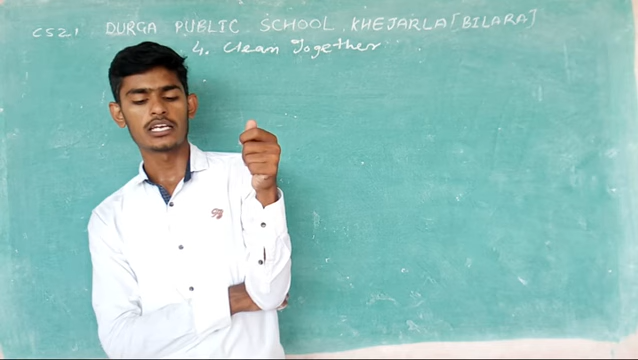 CS21 DURGA PUBLIC SCHOOL KHEJARLA [BILARA]
4. Clean Together